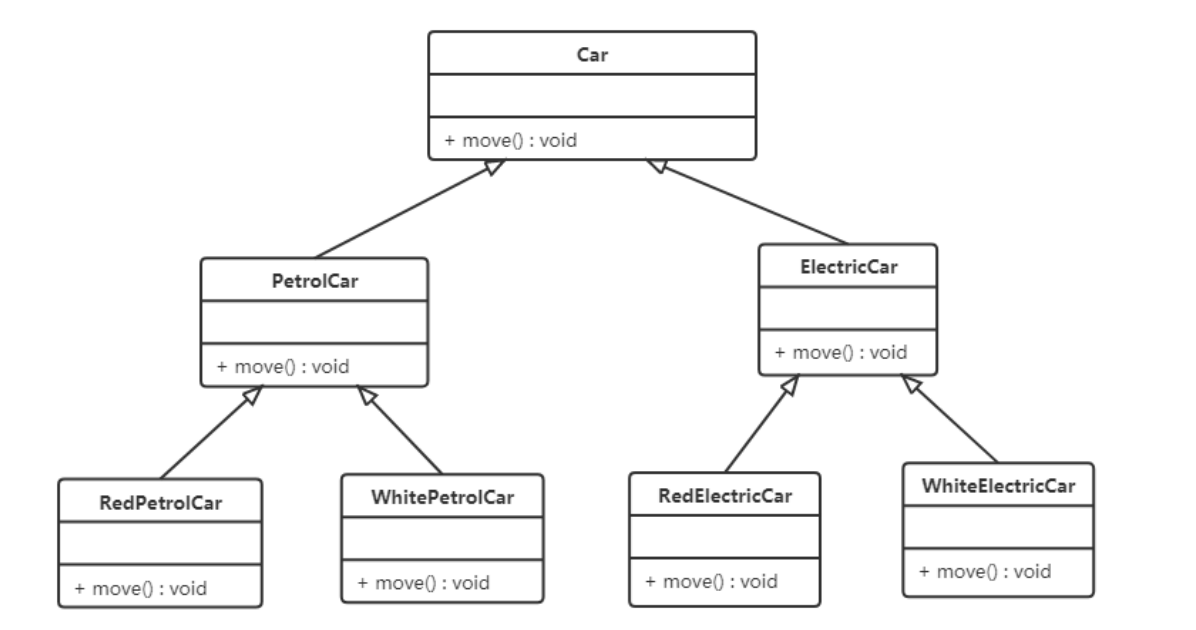 Car
+ move() : void
PetrolCar
+ move() : void
ElectricCar
+ move() : void
RedPetrolCar
+ move() : void
WhitePetrolCar
+ move() : void
RedElectricCar
+ move() : void
WhiteElectricCar
+ move() : void